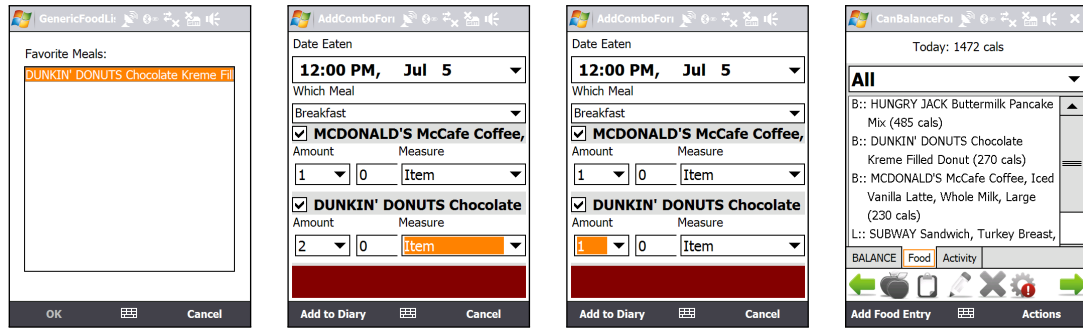 GenericFoodLi
Favorite Meals:
DUNKIN' DONUTS Chocolate Kreme Fil
OK
Cancel
AddComboForm
Date Eaten
12:00 PM, Jul 5
Which Meal
Breakfast
MCDONALD'S McCafe Coffee,
Amount Measure
1 0 Item
DUNKIN' DONUTS Chocolate
Amount Measure
2 0 Item
Add to Diary
Cancel
AddComboForm
Date Eaten
12:00 PM, Jul 5
Which Meal
Breakfast
MCDONALD'S McCafe Coffee,
Amount Measure
1 0 Item
DUNKIN' DONUTS Chocolate
Amount Measure
1 0 Item
Add to Diary
Cancel
CanBalanceFor
Today: 1472 cals
All
B:: HUNGRY JACK Buttermilk Pancake
Mix (485 cals)
B:: DUNKIN' DONUTS Chocolate
Kreme Filled Donut (270 cals)
B:: MCDONALD'S McCafe Coffee, Iced
Vanilla Latte, Whole Milk, Large
(230 cals)
L:: SUBWAY Sandwich, Turkey Breast,
BALANCE Food Activity
Add Food Entry
Actions